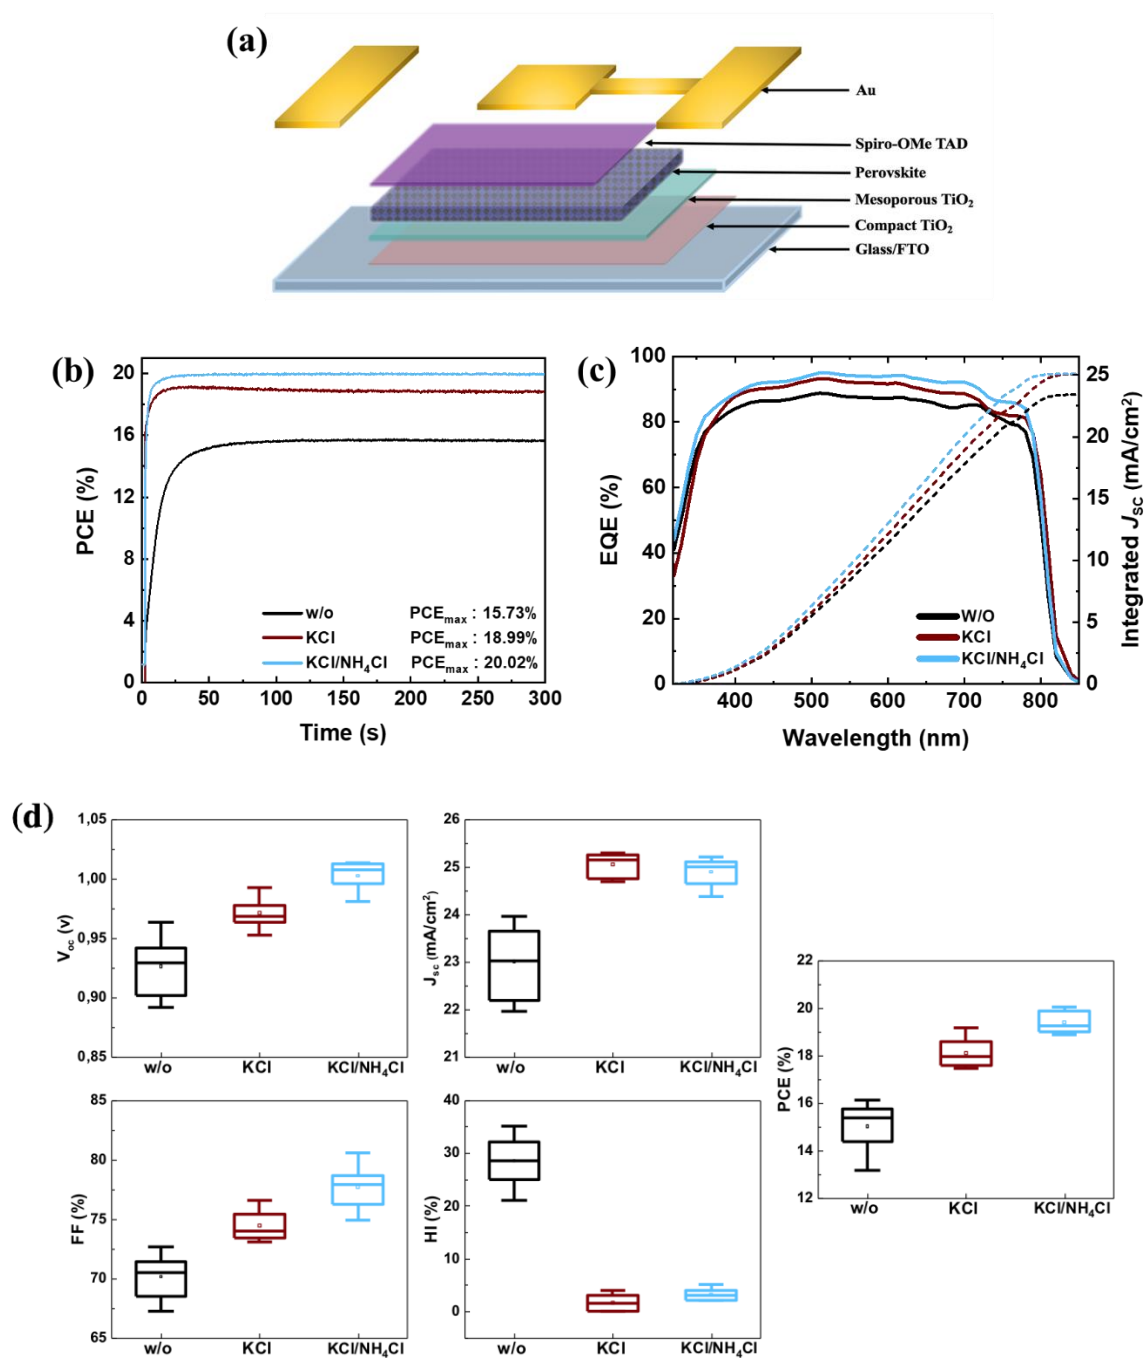 (a)
Au
Spiro-OMe TAD
Perovskite
Mesoporous TiO₂
Compact TiO₂
Glass/FTO
(b)
20
16
12
8
4
0
PCE (%)
w/o PCEmax : 15.73%
KCl PCEmax : 18.99%
KCl/NH₄Cl PCEmax : 20.02%
0 50 100 150 200 250 300
Time (s)
(c)
100
80
60
40
20
0
EQE (%)
W/O
KCl
KCl/NH₄Cl
25
20
15
10
5
0
Integrated Jsc (mA/cm²)
400 500 600 700 800
Wavelength (nm)
(d)
1,05
1,00
0,95
0,90
0,85
Voc (v)
w/o KCl KCl/NH₄Cl
26
25
24
23
22
21
Jsc (mA/cm²)
w/o KCl KCl/NH₄Cl
85
80
75
70
65
FF (%)
w/o KCl KCl/NH₄Cl
40
30
20
10
0
HI (%)
w/o KCl KCl/NH₄Cl
22
20
18
16
14
12
PCE (%)
w/o KCl KCl/NH₄Cl